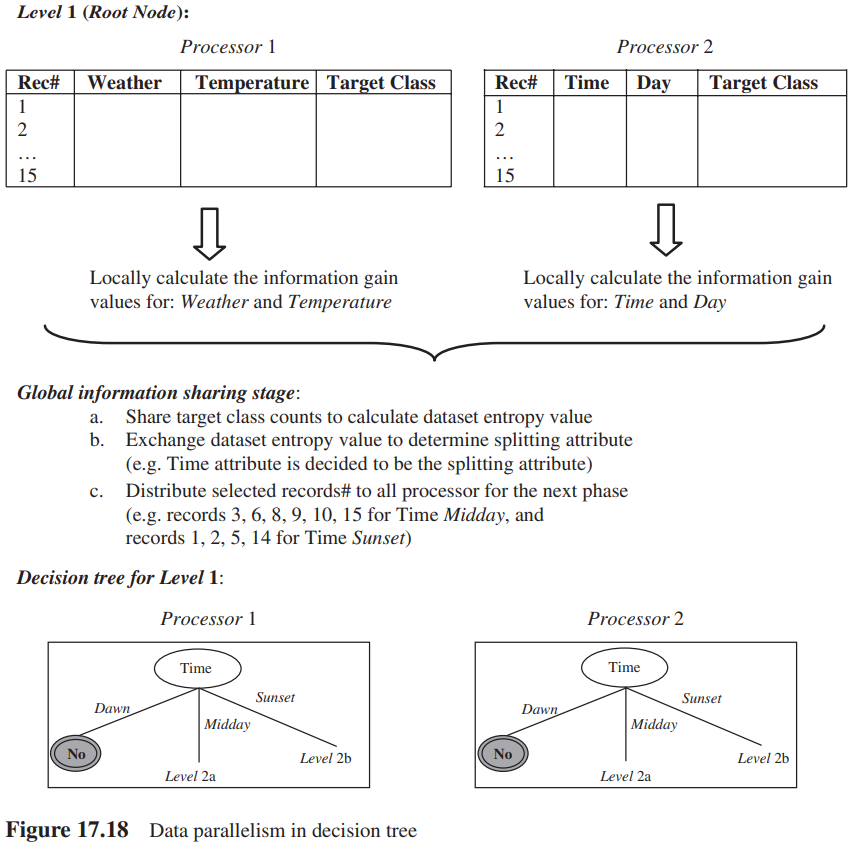 Level 1 (Root Node):
Processor 1
Processor 2
Rec# Weather Temperature Target Class
1
2
...
15
Rec# Time Day Target Class
1
2
...
15
Locally calculate the information gain
values for: Weather and Temperature
Locally calculate the information gain
values for: Time and Day
Global information sharing stage:
a. Share target class counts to calculate dataset entropy value
b. Exchange dataset entropy value to determine splitting attribute
(e.g. Time attribute is decided to be the splitting attribute)
c. Distribute selected records# to all processor for the next phase
(e.g. records 3, 6, 8, 9, 10, 15 for Time Midday, and
records 1, 2, 5, 14 for Time Sunset)
Decision tree for Level 1:
Processor 1
Time
Dawn
Midday
Sunset
No
Level 2a
Level 2b
Processor 2
Time
Dawn
Midday
Sunset
No
Level 2a
Level 2b
Figure 17.18 Data parallelism in decision tree